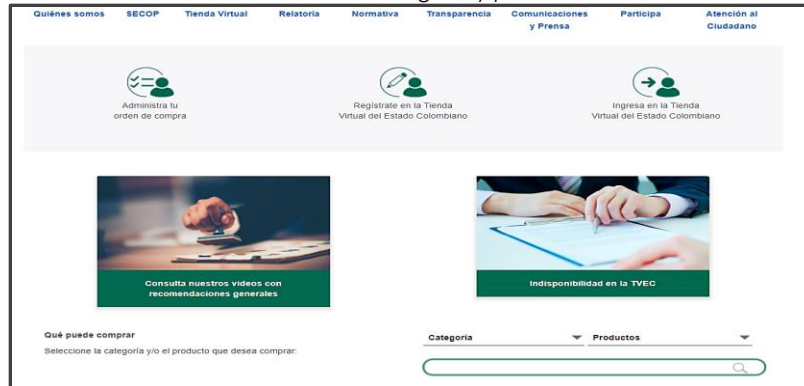 Quiénes somos SECOP Tienda Virtual Relatoría Normativa Transparencia Comunicaciones y Prensa Participa Atención al Ciudadano
Administra tu
orden de compra
Regístrate en la Tienda
Virtual del Estado Colombiano
Ingresa en la Tienda
Virtual del Estado Colombiano
Consulta nuestros videos con
recomendaciones generales
Indisponibilidad en la TVEC
Qué puede comprar
Categoria Productos
Seleccione la categoría y/o el producto que desea comprar: